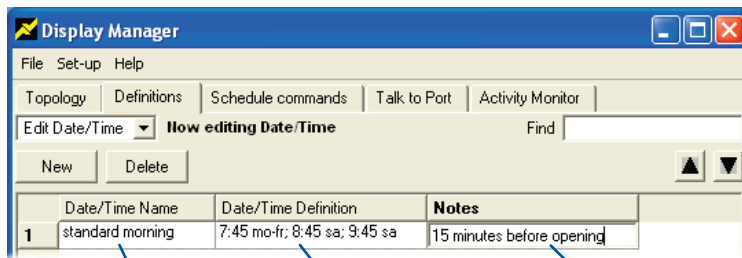 Display Manager
File Set-up Help
Topology Definitions Schedule commands Talk to Port Activity Monitor
Edit Date/Time Now editing Date/Time Find
New Delete
Date/Time Name Date/Time Definition Notes
1 standard morning 7:45 mo-fr; 8:45 sa; 9:45 sa 15 minutes before opening